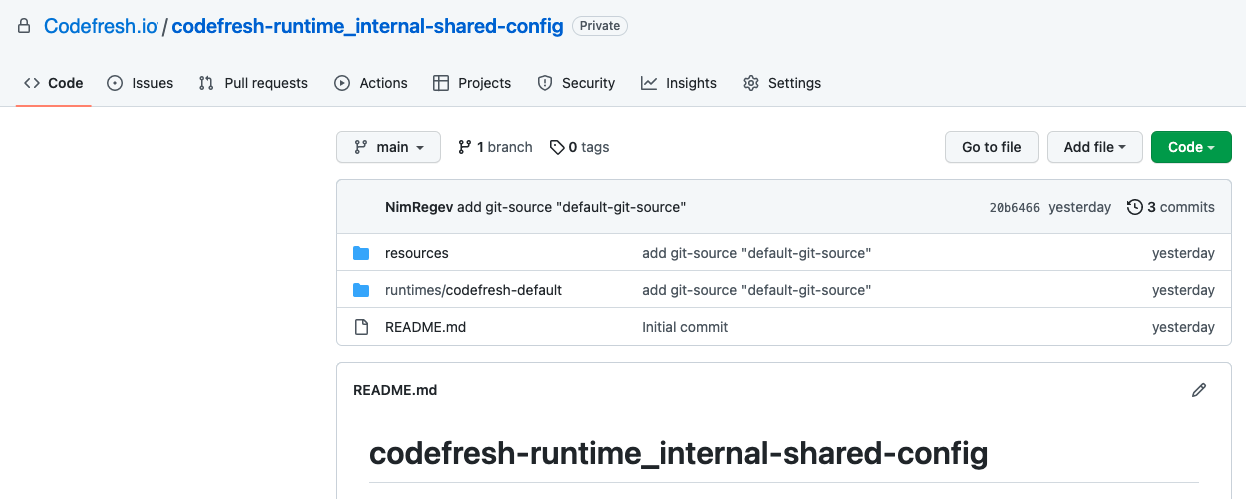 Codefresh.io / codefresh-runtime_internal-shared-config Private
Code Issues Pull requests Actions Projects Security Insights Settings
main 1 branch 0 tags Go to file Add file Code
NimRegev add git-source "default-git-source" 20b6466 yesterday 3 commits
resources add git-source "default-git-source" yesterday
runtimes/codefresh-default add git-source "default-git-source" yesterday
README.md Initial commit yesterday
README.md
codefresh-runtime_internal-shared-config